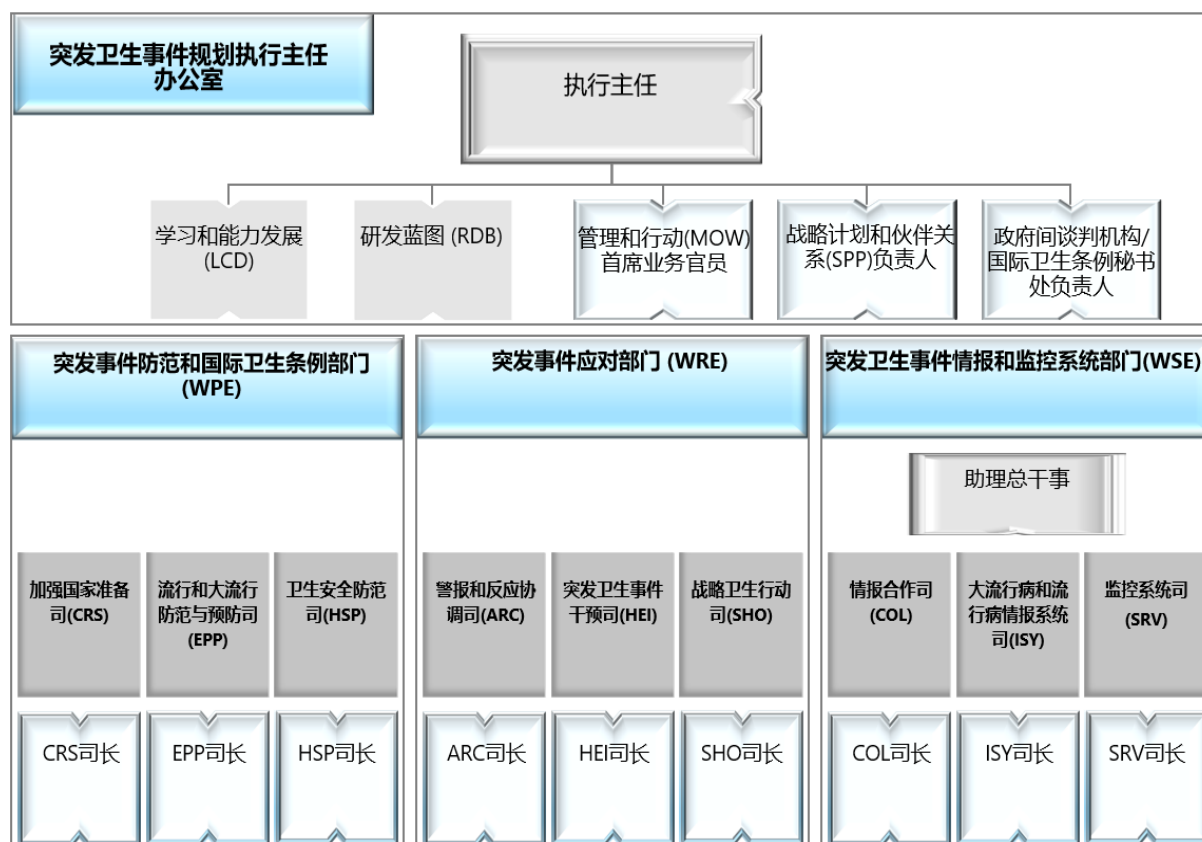 突发卫生事件规划执行主任
办公室
执行主任
学习和能力发展
(LCD)
研发蓝图 (RDB)
管理和行动(MOW)
首席业务官员
战略计划和伙伴关
系(SPP)负责人
政府间谈判机构/
国际卫生条例秘书
处负责人
突发事件防范和国际卫生条例部门
(WPE)
突发事件应对部门 (WRE)
突发卫生事件情报和监控系统部门(WSE)
助理总干事
加强国家准备
司(CRS)
流行和大流行
防范与预防司
(EPP)
卫生安全防范
司(HSP)
警报和反应协
调司(ARC)
突发卫生事件
干预司(HEI)
战略卫生行动
司(SHO)
情报合作司
(COL)
大流行病和流
行病情报系统
司(ISY)
监控系统司
(SRV)
CRS司长
EPP司长
HSP司长
ARC司长
HEI司长
SHO司长
COL司长
ISY司长
SRV司长